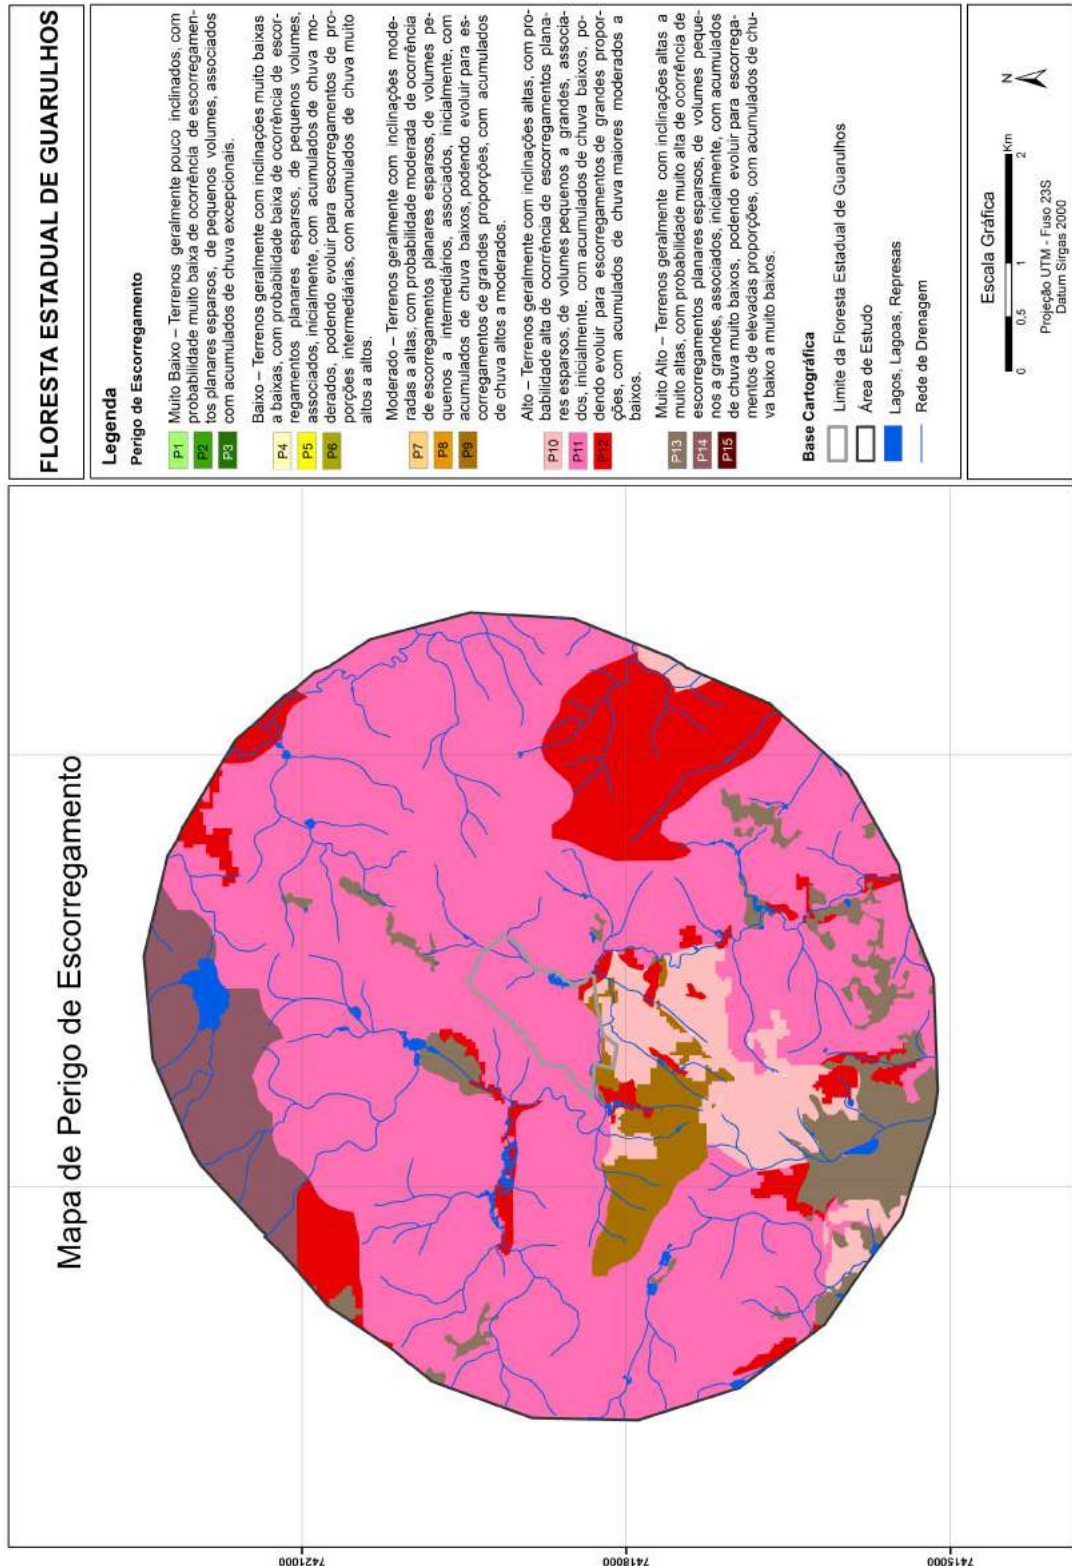 FLORESTA ESTADUAL DE GUARULHOS
Mapa de Perigo de Escorregamento
Legenda
Perigo de Escorregamento
P1
P2
P3
Muito Baixo – Terrenos geralmente pouco inclinados, com
probabilidade muito baixa de ocorrência de escorregamen-
tos planares esparsos, de pequenos volumes, associados
com acumulados de chuva excepcionais.
P4
P5
P6
Baixo – Terrenos geralmente com inclinações muito baixas
a baixas, com probabilidade baixa de ocorrência de escor-
regamentos planares esparsos, de pequenos volumes,
associados, inicialmente, com acumulados de chuva mo-
derados, podendo evoluir para escorregamentos de pro-
porções intermediárias, com acumulados de chuva muito
altos a altos.
P7
P8
P9
Moderado – Terrenos geralmente com inclinações mode-
radas a altas, com probabilidade moderada de ocorrência
de escorregamentos planares esparsos, de volumes pe-
quenos a intermediários, associados, inicialmente, com
acumulados de chuva baixos, podendo evoluir para es-
corregamentos de grandes proporções, com acumulados
de chuva altos a moderados.
P10
P11
P12
Alto – Terrenos geralmente com inclinações altas, com pro-
babilidade alta de ocorrência de escorregamentos plana-
res esparsos, de volumes pequenos a grandes, associa-
dos, inicialmente, com acumulados de chuva baixos, po-
dendo evoluir para escorregamentos de grandes propor-
ções, com acumulados de chuva maiores moderados a
baixos.
P13
P14
P15
Muito Alto – Terrenos geralmente com inclinações altas a
muito altas, com probabilidade muito alta de ocorrência de
escorregamentos planares esparsos, de volumes peque-
nos a grandes, associados, inicialmente, com acumulados
de chuva muito baixos, podendo evoluir para escorrega-
mentos de elevadas proporções, com acumulados de chu-
va baixo a muito baixos.
Base Cartográfica
Limite da Floresta Estadual de Guarulhos
Área de Estudo
Lagos, Lagoas, Represas
Rede de Drenagem
Escala Gráfica
0 0,5 1 2 Km
N
Projeção UTM - Fuso 23S
Datum Sirgas 2000
7421000
7418000
7415000